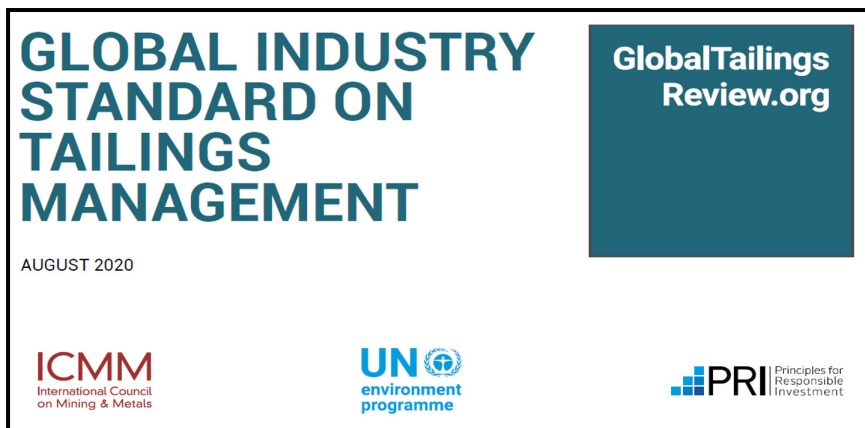 GLOBAL INDUSTRY
STANDARD ON
TAILINGS
MANAGEMENT
GlobalTailings
Review.org
AUGUST 2020
ICMM
International Council
on Mining & Metals
UN
environment
programme
PRI
Principles for
Responsible
Investment